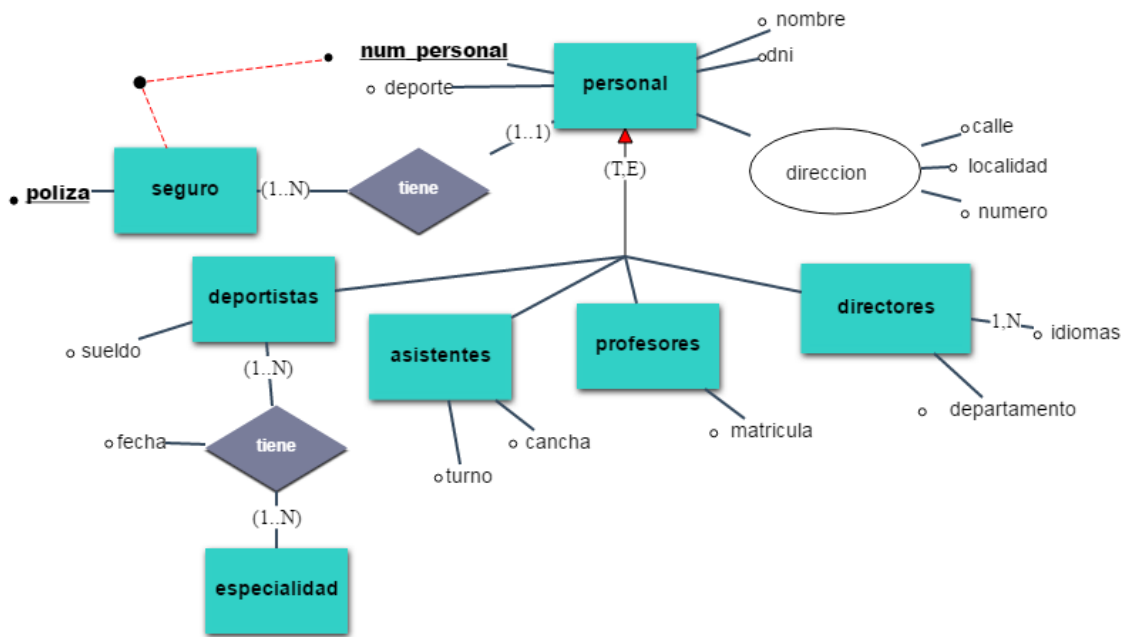 nombre
num_personal
dni
personal
deporte
(1..1)
calle
(T,E)
localidad
direccion
poliza
seguro
(1..N)
tiene
numero
deportistas
directores
1,N
idiomas
sueldo
asistentes
profesores
(1..N)
departamento
fecha
tiene
cancha
matricula
turno
(1..N)
especialidad